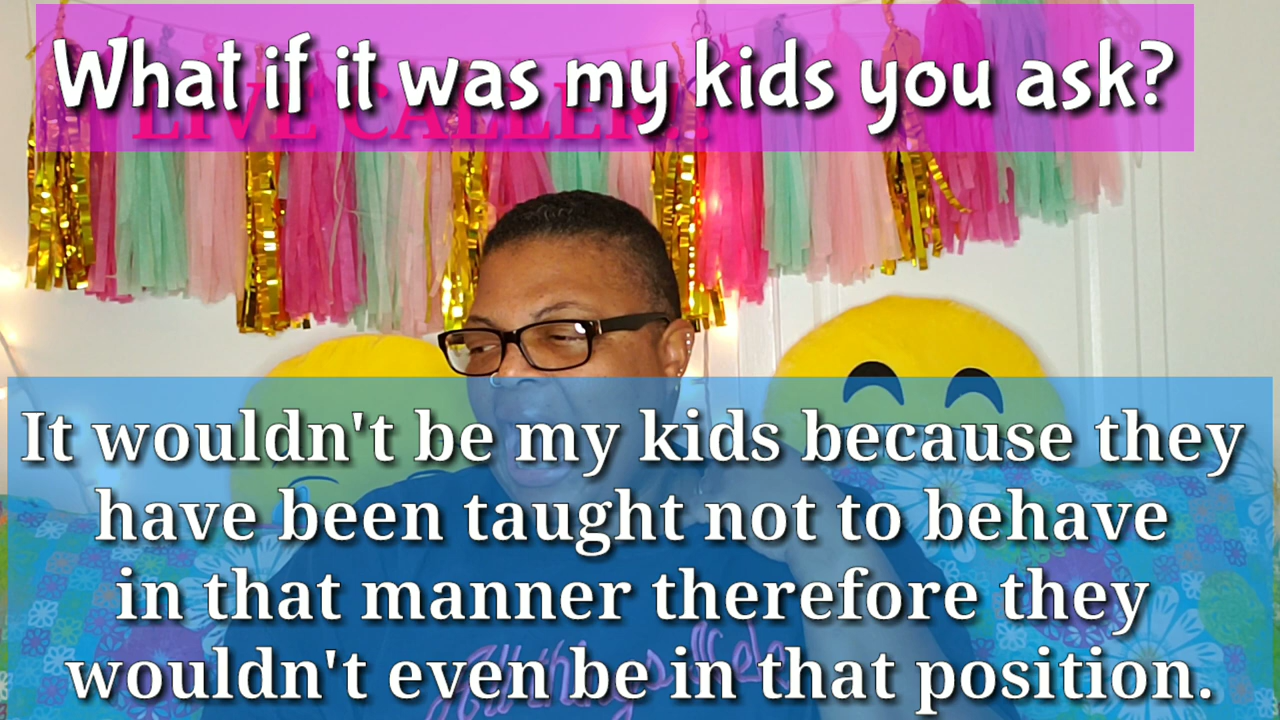 What if it was my kids you ask?
LIVE CALLER!!
It wouldn't be my kids because they
have been taught not to behave
in that manner therefore they
wouldn't even be in that position.